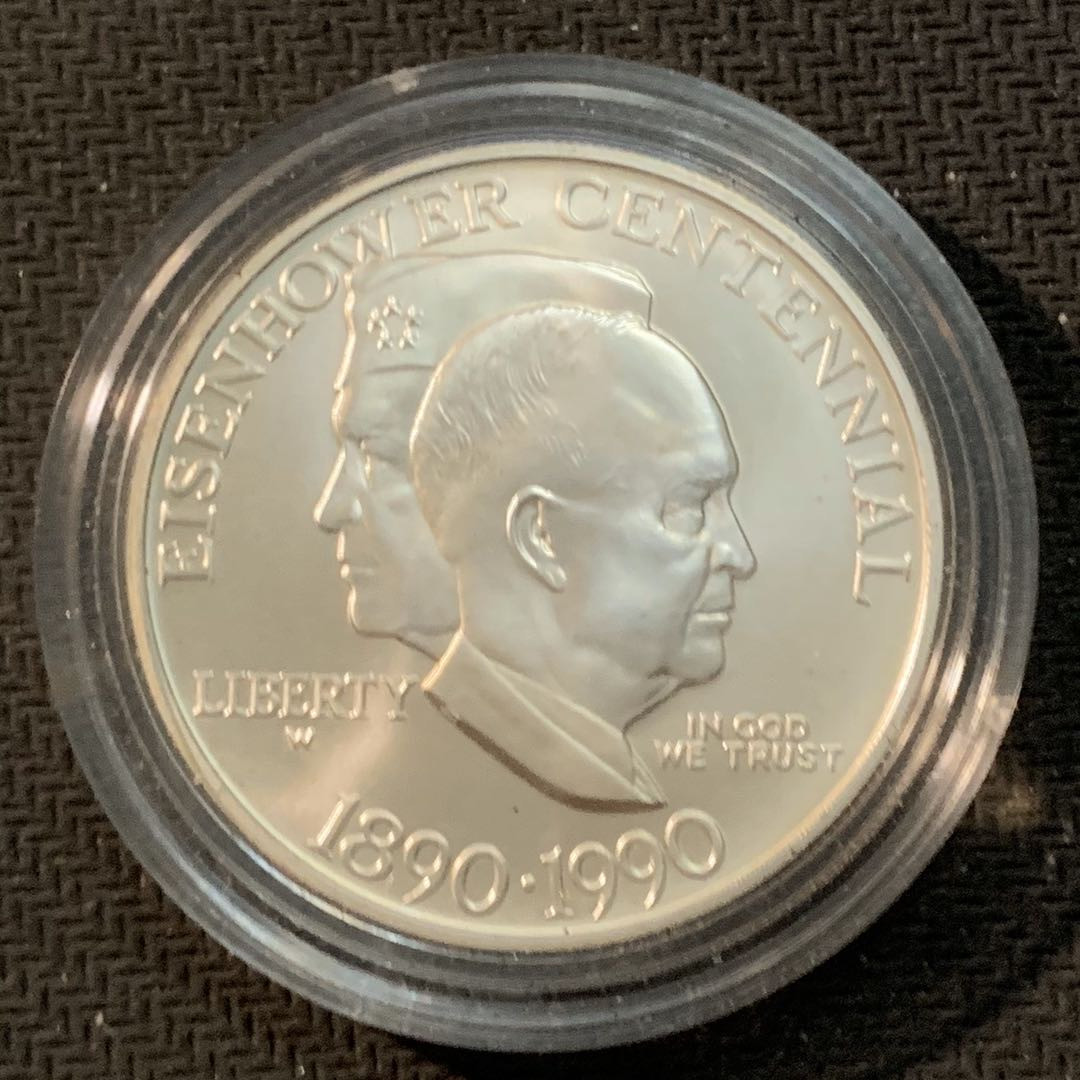 EISENHOWER CENTENNIAL
LIBERTY
W
IN GOD
WE TRUST
1890·1990